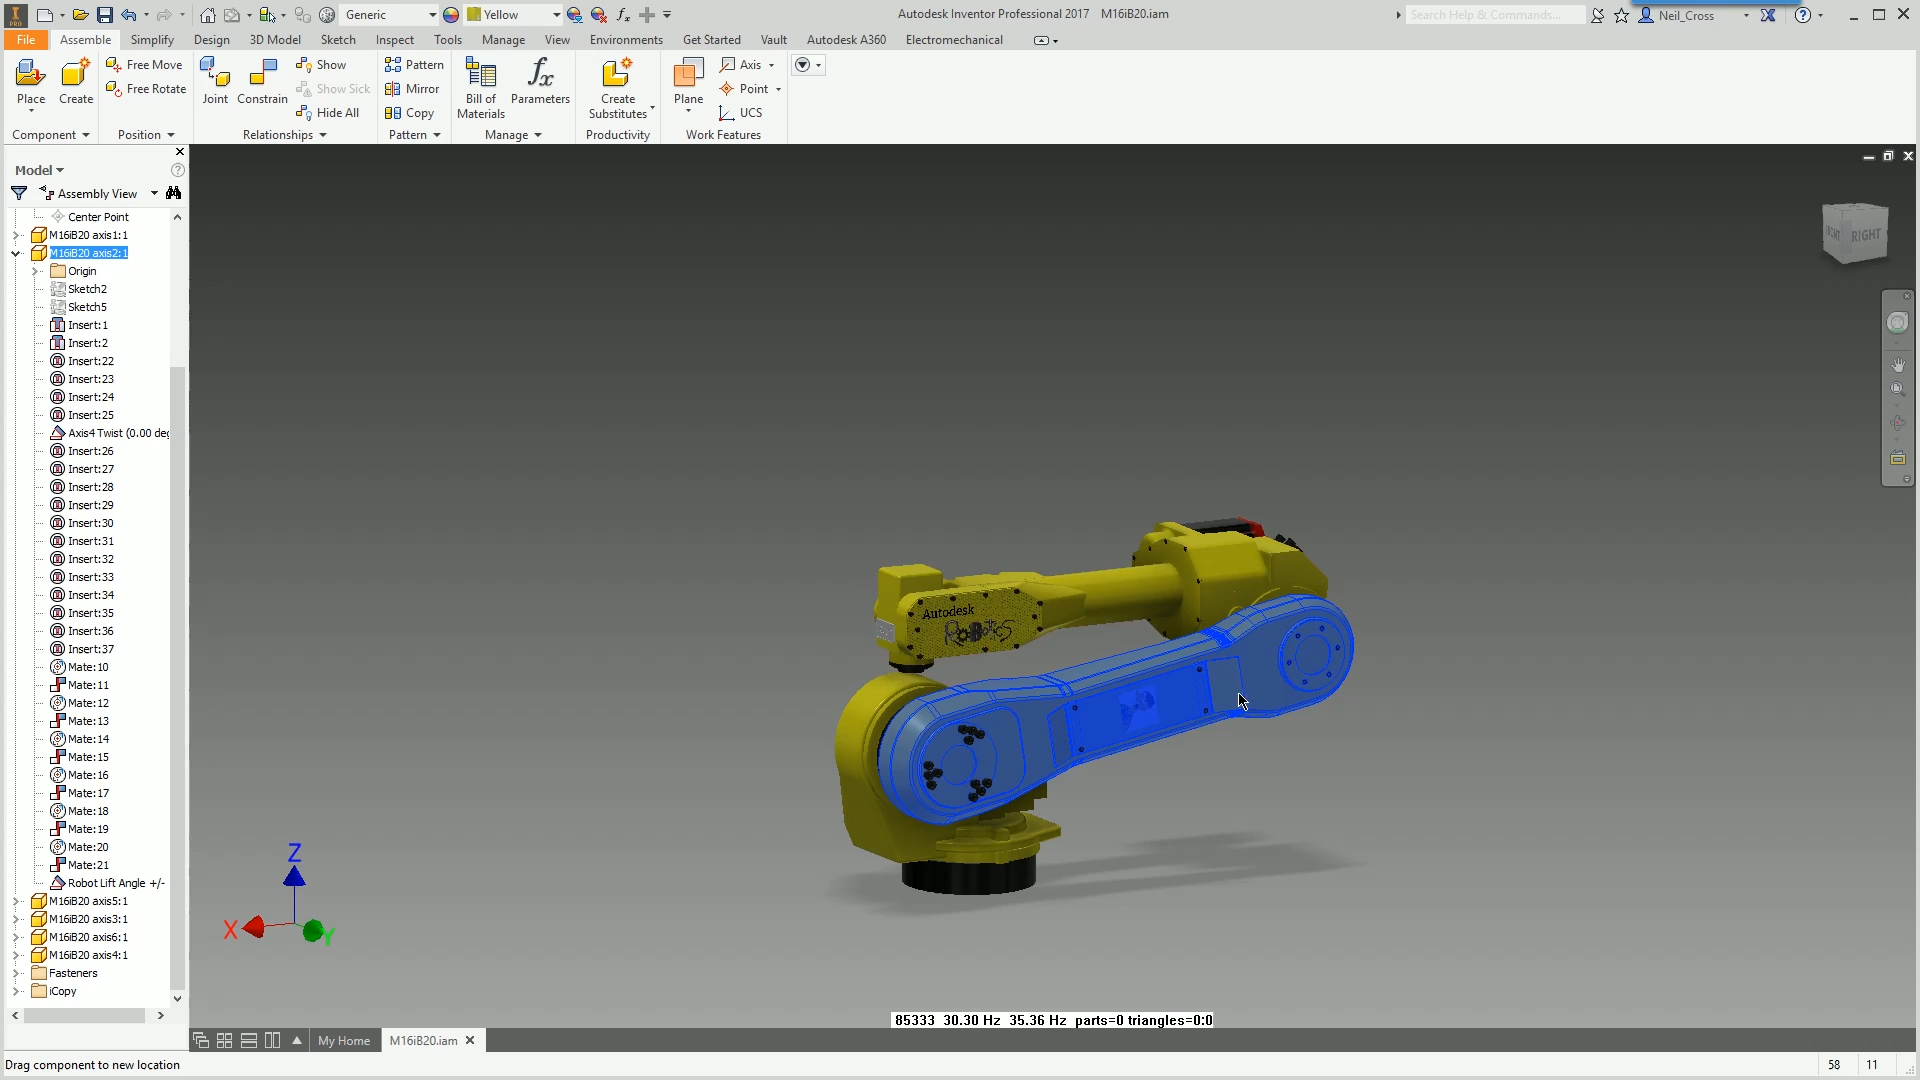 Generic
Yellow
Autodesk Inventor Professional 2017 M16iB20.iam
Search Help & Commands...
Neil_Cross
File Assemble Simplify Design 3D Model Sketch Inspect Tools Manage View Environments Get Started Vault Autodesk A360 Electromechanical
Place
Create
Free Move
Free Rotate
Joint
Constrain
Show
Show Sick
Hide All
Pattern
Mirror
Copy
Bill of
Materials
Parameters
Create
Substitutes
Plane
Axis
Point
UCS
Component
Position
Relationships
Pattern
Manage
Productivity
Work Features
Model
Assembly View
Center Point
M16iB20 axis1:1
M16iB20 axis2:1
Origin
Sketch2
Sketch5
Insert:1
Insert:2
Insert:22
Insert:23
Insert:24
Insert:25
Axis4 Twist (0.00 deg
Insert:26
Insert:27
Insert:28
Insert:29
Insert:30
Insert:31
Insert:32
Insert:33
Insert:34
Insert:35
Insert:36
Insert:37
Mate:10
Mate:11
Mate:12
Mate:13
Mate:14
Mate:15
Mate:16
Mate:17
Mate:18
Mate:19
Mate:20
Mate:21
Robot Lift Angle +/-
M16iB20 axis5:1
M16iB20 axis3:1
M16iB20 axis6:1
M16iB20 axis4:1
Fasteners
iCopy
RIGHT
Autodesk
RoBotics
Z
X
Y
85333 30.30 Hz 35.36 Hz parts=0 triangles=0:0
My Home
M16iB20.iam
Drag component to new location
58
11